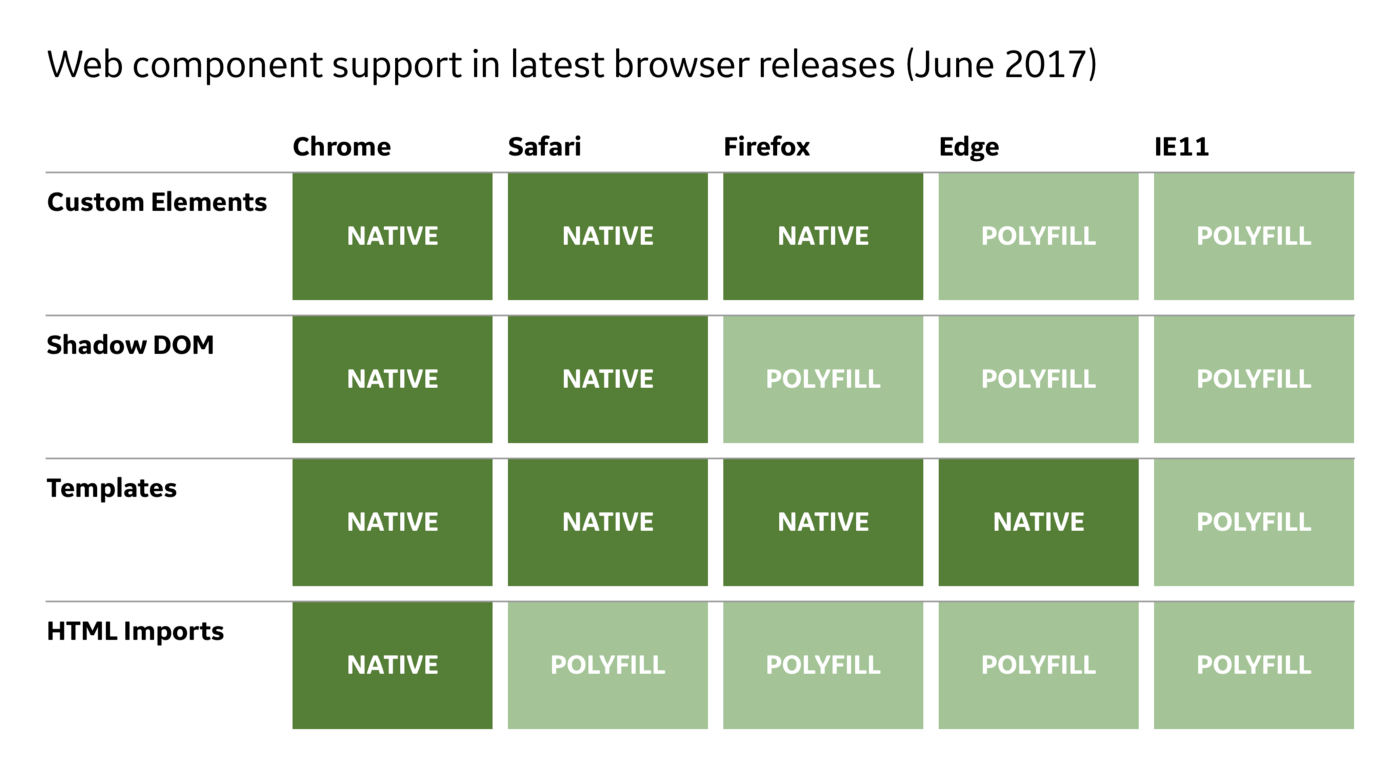 Web component support in latest browser releases (June 2017)
Chrome Safari Firefox Edge IE11
Custom Elements NATIVE NATIVE NATIVE POLYFILL POLYFILL
Shadow DOM NATIVE NATIVE POLYFILL POLYFILL POLYFILL
Templates NATIVE NATIVE NATIVE NATIVE POLYFILL
HTML Imports NATIVE POLYFILL POLYFILL POLYFILL POLYFILL